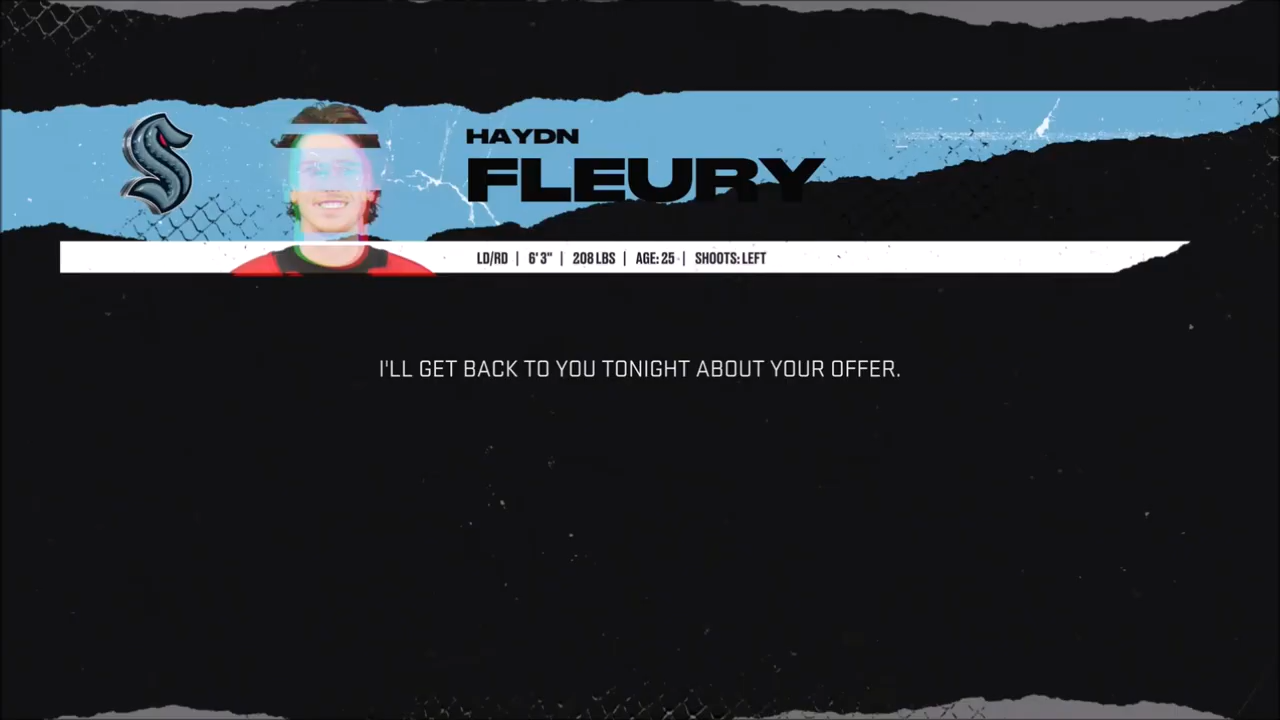 HAYDN
FLEURY
LD/RD | 6'3" | 208 LBS | AGE: 25 | SHOOTS: LEFT
I'LL GET BACK TO YOU TONIGHT ABOUT YOUR OFFER.